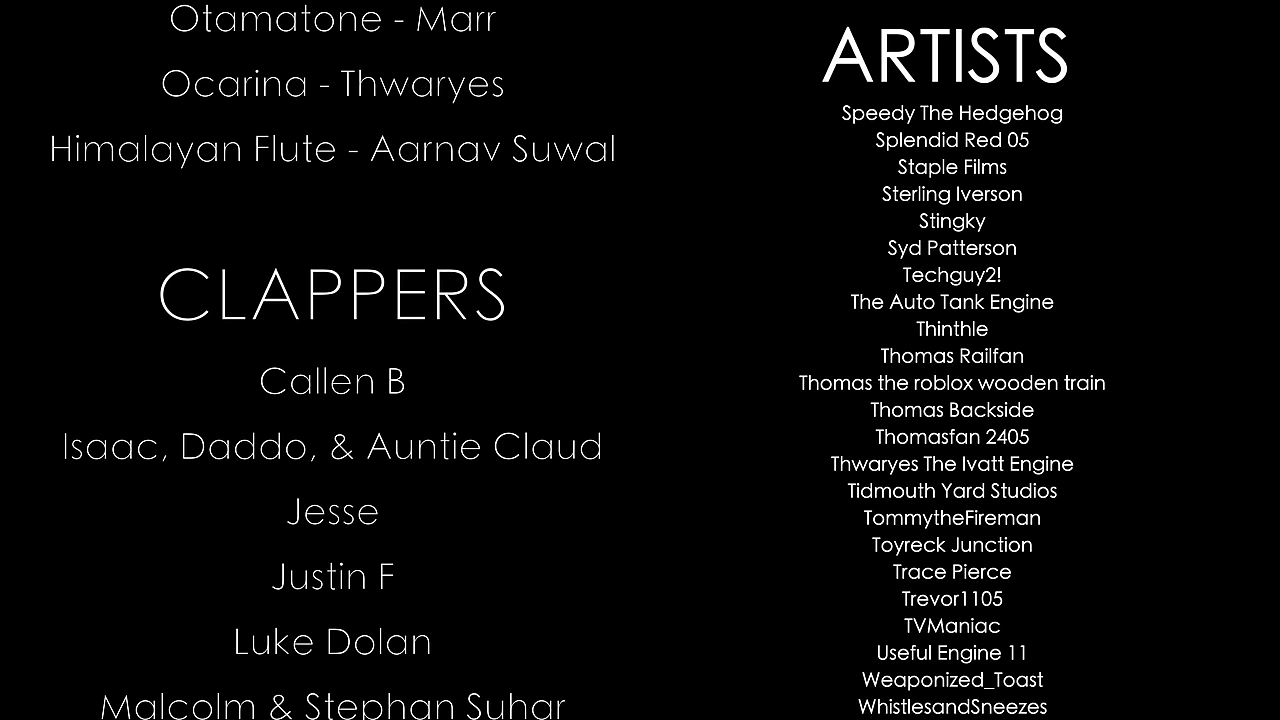 Otamatone - Marr
Ocarina - Thwaryes
Himalayan Flute - Aarnav Suwal
CLAPPERS
Callen B
Isaac, Daddo, & Auntie Claud
Jesse
Justin F
Luke Dolan
Malcolm & Stephan Suhar
ARTISTS
Speedy The Hedgehog
Splendid Red 05
Staple Films
Sterling Iverson
Stingky
Syd Patterson
Techguy2!
The Auto Tank Engine
Thinthle
Thomas Railfan
Thomas the roblox wooden train
Thomas Backside
Thomasfan 2405
Thwaryes The Ivatt Engine
Tidmouth Yard Studios
TommytheFireman
Toyreck Junction
Trace Pierce
Trevor1105
TVManiac
Useful Engine 11
Weaponized_Toast
WhistlesandSneezes